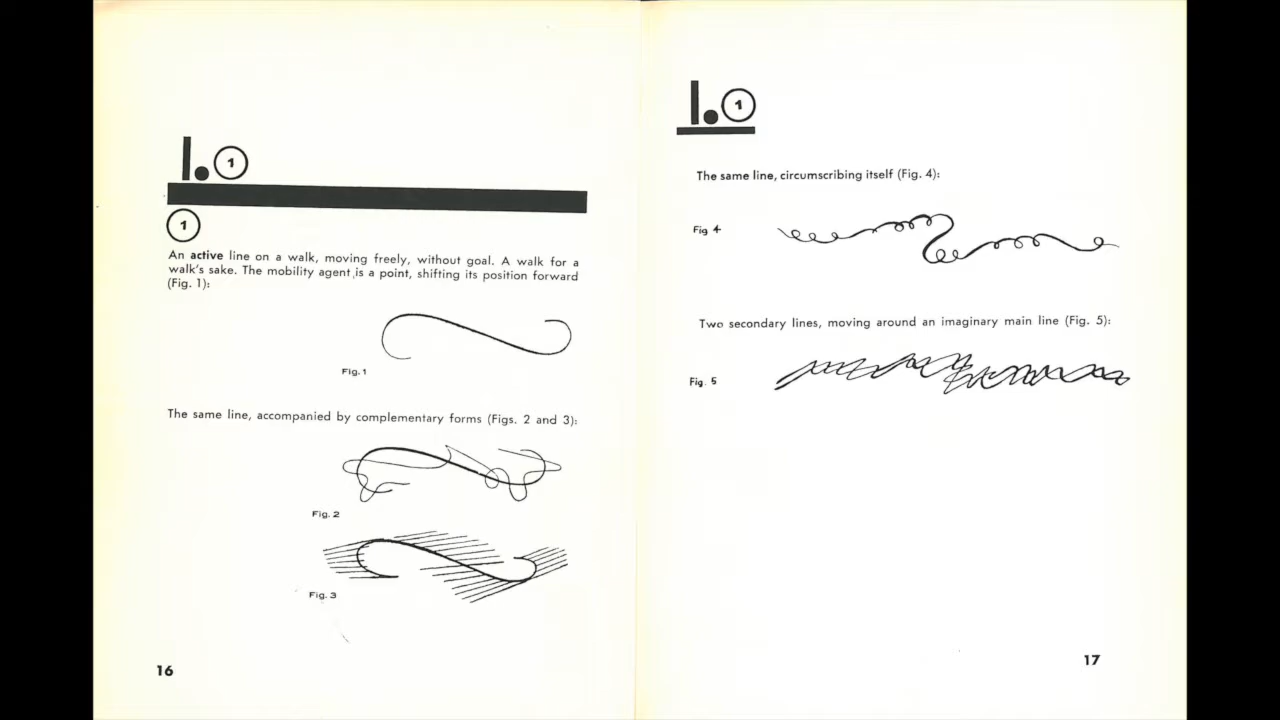 I. 1
1
An active line on a walk, moving freely, without goal. A walk for a
walk's sake. The mobility agent is a point, shifting its position forward
(Fig. 1):
Fig. 1
The same line, accompanied by complementary forms (Figs. 2 and 3):
Fig. 2
Fig. 3
16
I. 1
The same line, circumscribing itself (Fig. 4):
Fig 4
Two secondary lines, moving around an imaginary main line (Fig. 5):
Fig. 5
17